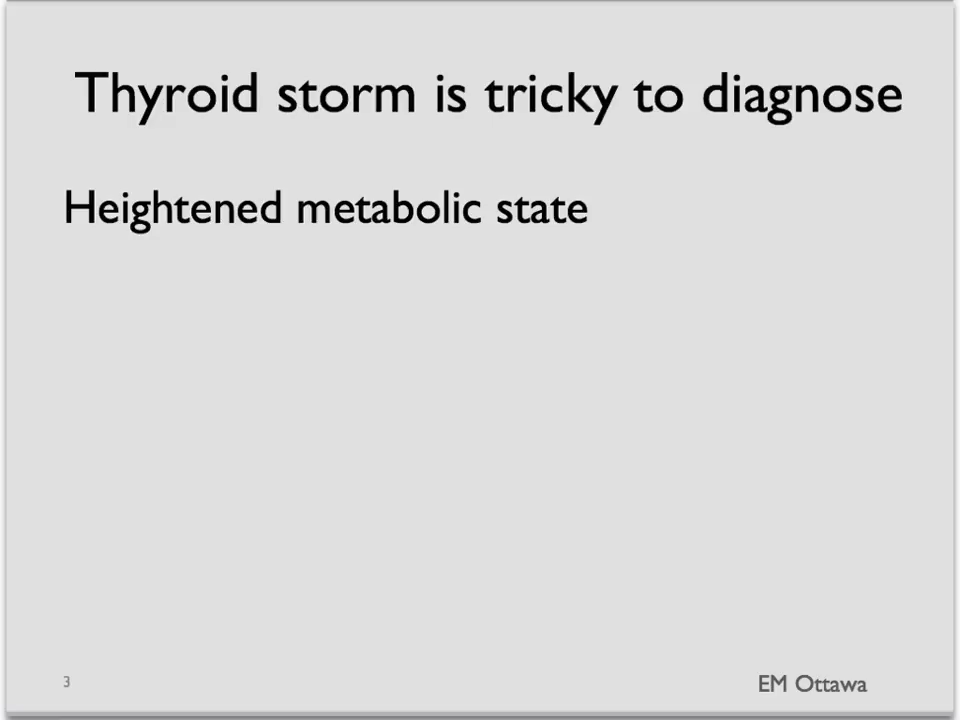 Thyroid storm is tricky to diagnose
Heightened metabolic state
3
EM Ottawa